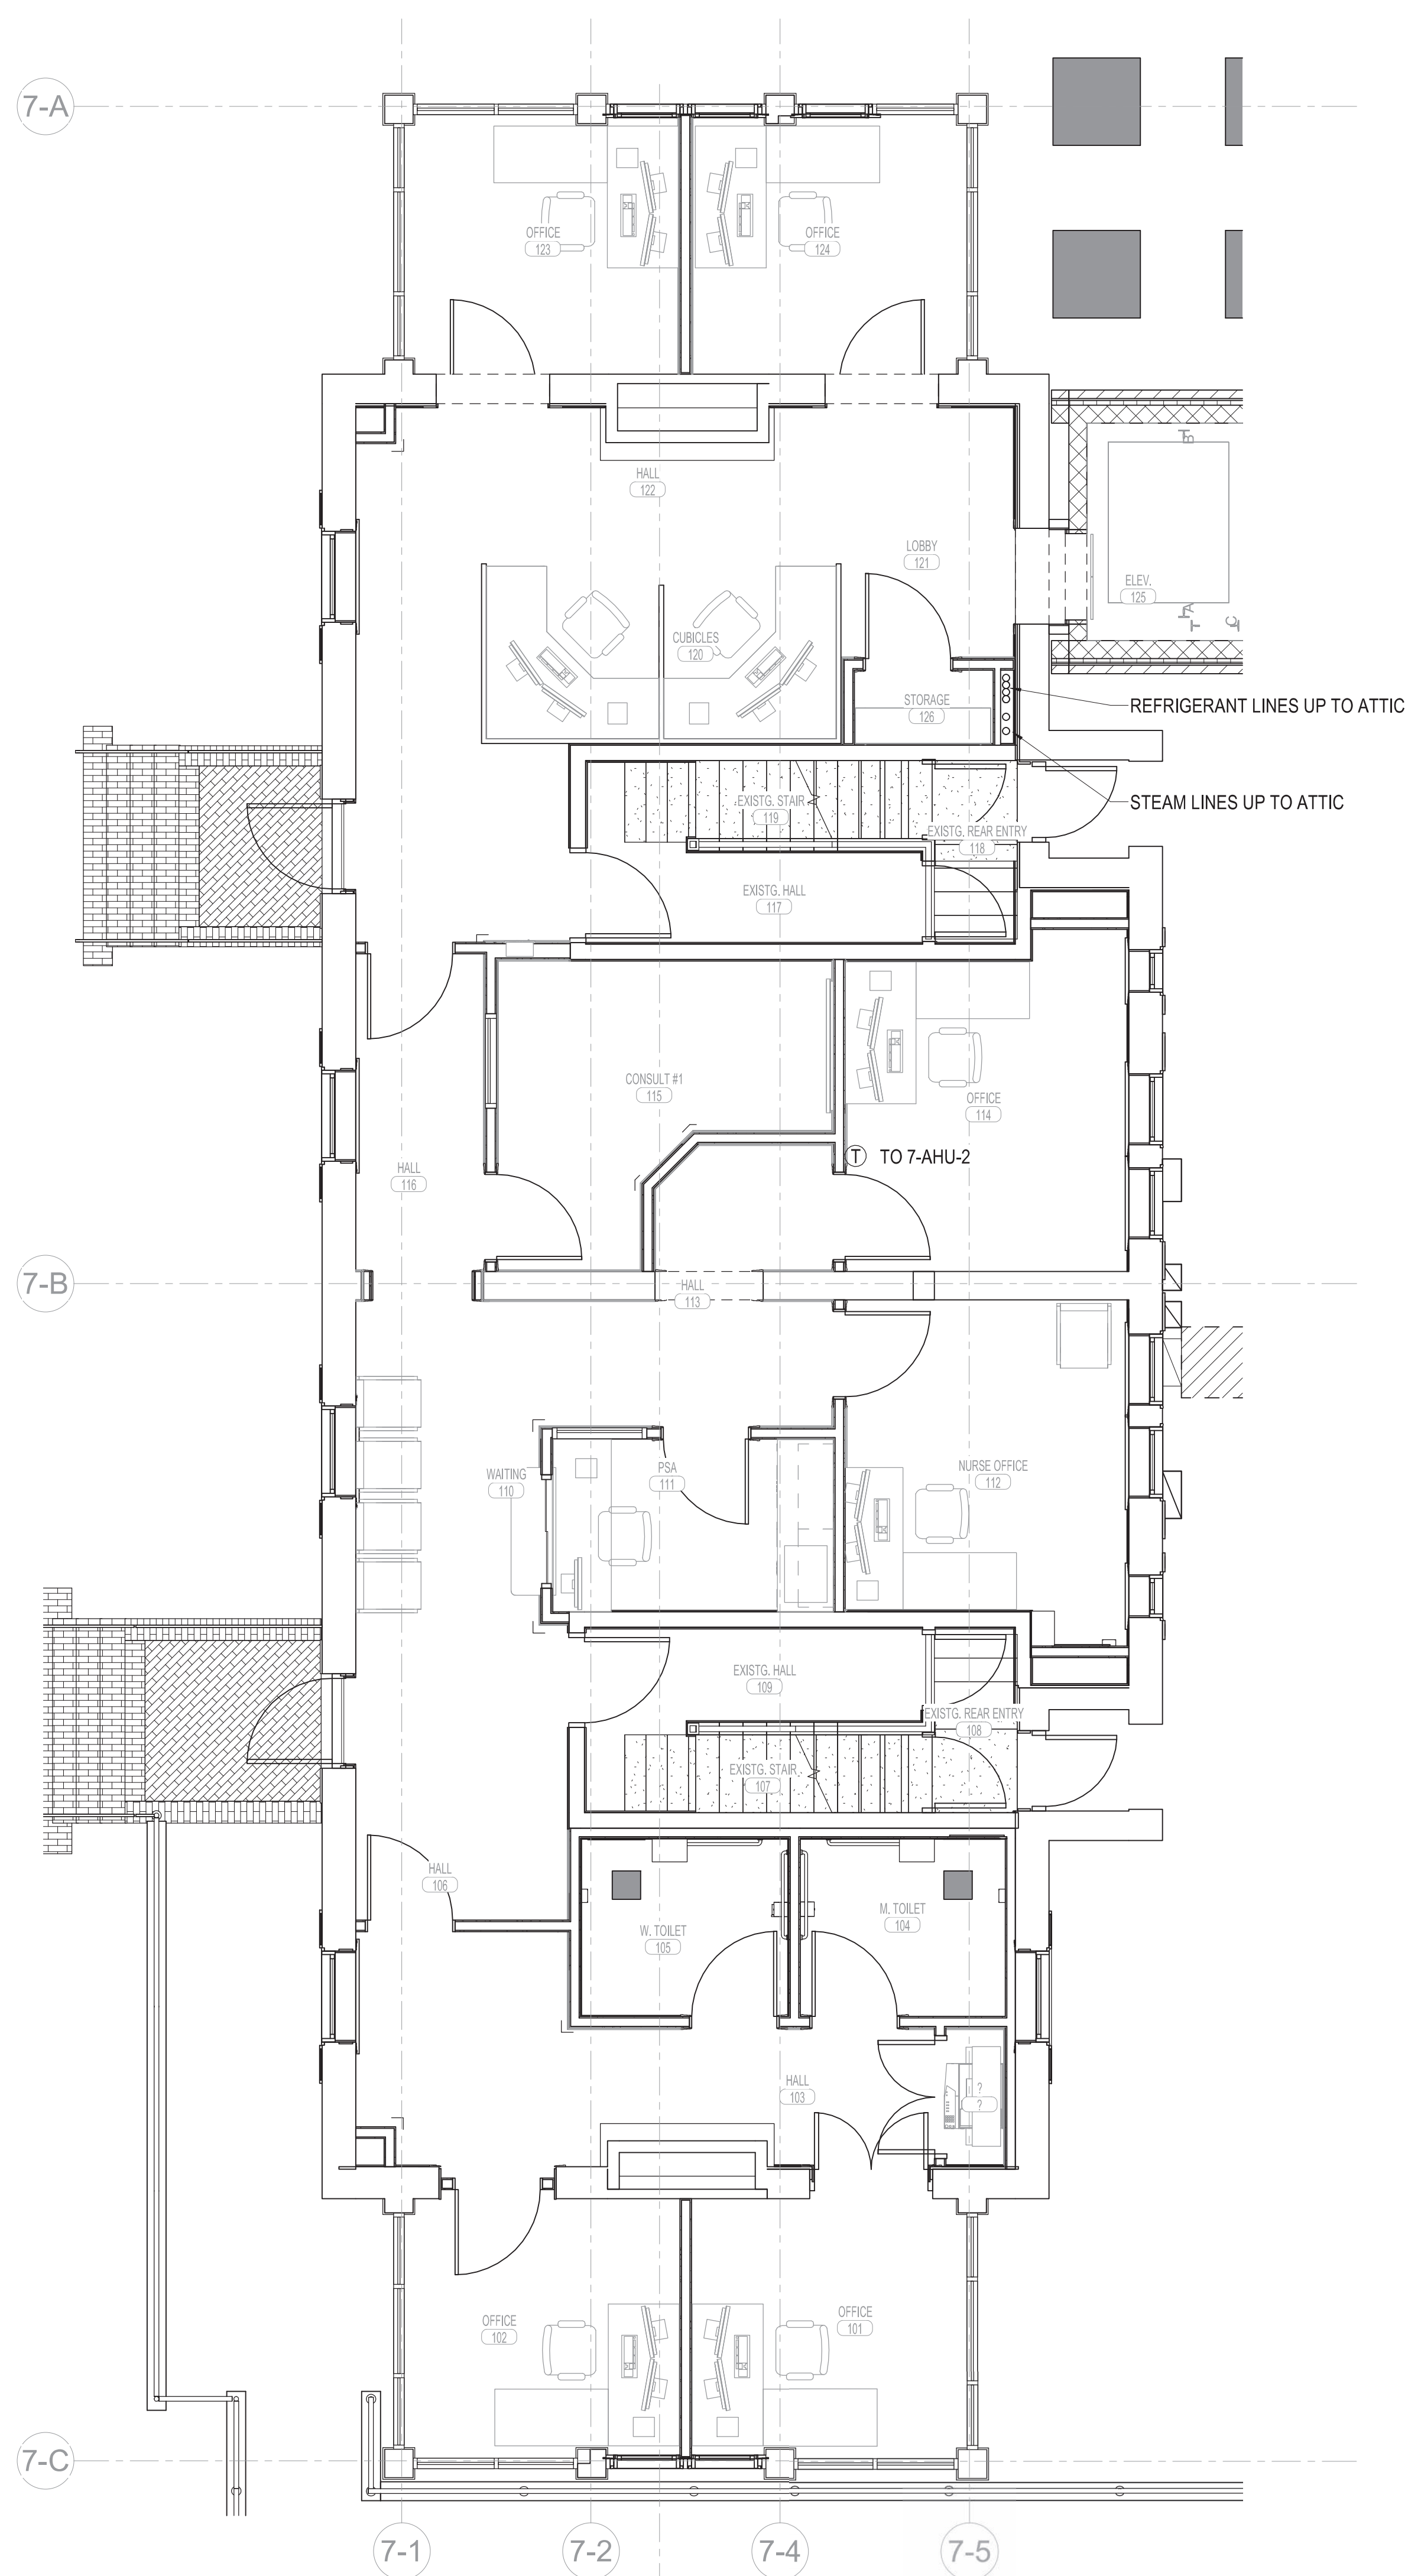 7-A
OFFICE
123
OFFICE
124
HALL
122
LOBBY
121
B
ELEV.
125
A
C
CUBICLES
120
STORAGE
126
REFRIGERANT LINES UP TO ATTIC
STEAM LINES UP TO ATTIC
EXISTG. STAIR
119
EXISTG. REAR ENTRY
118
EXISTG. HALL
117
CONSULT #1
115
OFFICE
114
T TO 7-AHU-2
HALL
116
7-B
HALL
113
WAITING
110
PSA
111
NURSE OFFICE
112
EXISTG. HALL
109
EXISTG. REAR ENTRY
108
EXISTG. STAIR
107
HALL
106
W. TOILET
105
M. TOILET
104
HALL
103
?
?
OFFICE
102
OFFICE
101
7-C
7-1
7-2
7-4
7-5